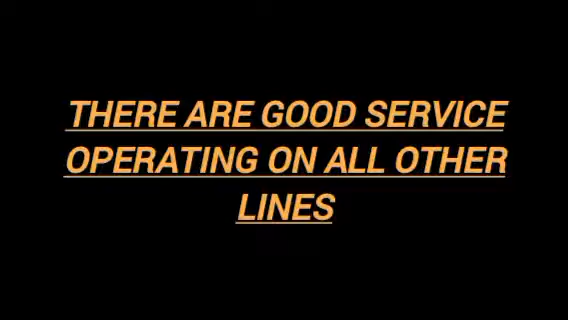 THERE ARE GOOD SERVICE
OPERATING ON ALL OTHER
LINES